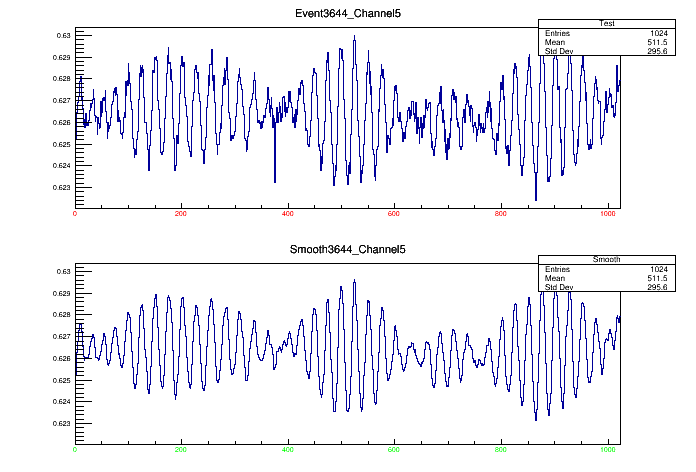 Event3644_Channel5
Test
Entries 1024
Mean 511.5
Std Dev 295.6
0.63
0.629
0.628
0.627
0.626
0.625
0.624
0.623
0 200 400 600 800 1000
Smooth3644_Channel5
Smooth
Entries 1024
Mean 511.5
Std Dev 295.6
0.63
0.629
0.628
0.627
0.626
0.625
0.624
0.623
0 200 400 600 800 1000